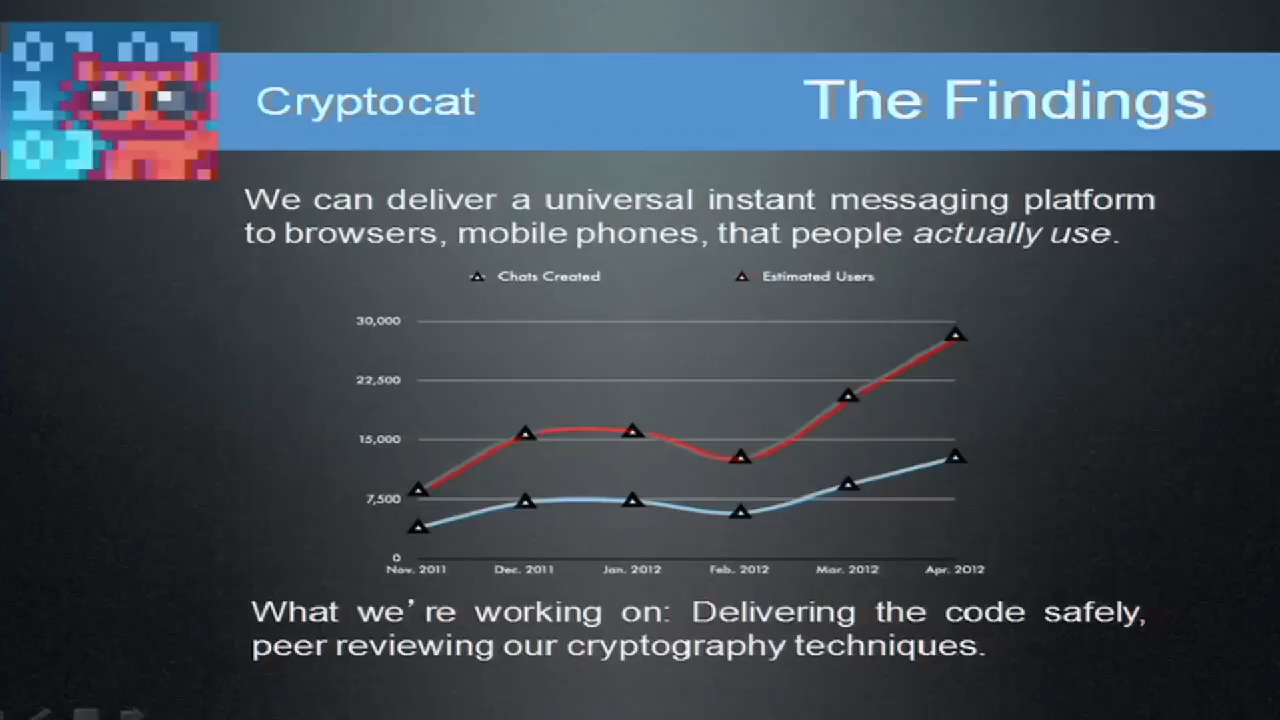 Cryptocat
The Findings
We can deliver a universal instant messaging platform
to browsers, mobile phones, that people actually use.
Chats Created
Estimated Users
30,000
22,500
15,000
7,500
0
Nov. 2011 Dec. 2011 Jan. 2012 Feb. 2012 Mar. 2012 Apr. 2012
What we're working on: Delivering the code safely,
peer reviewing our cryptography techniques.